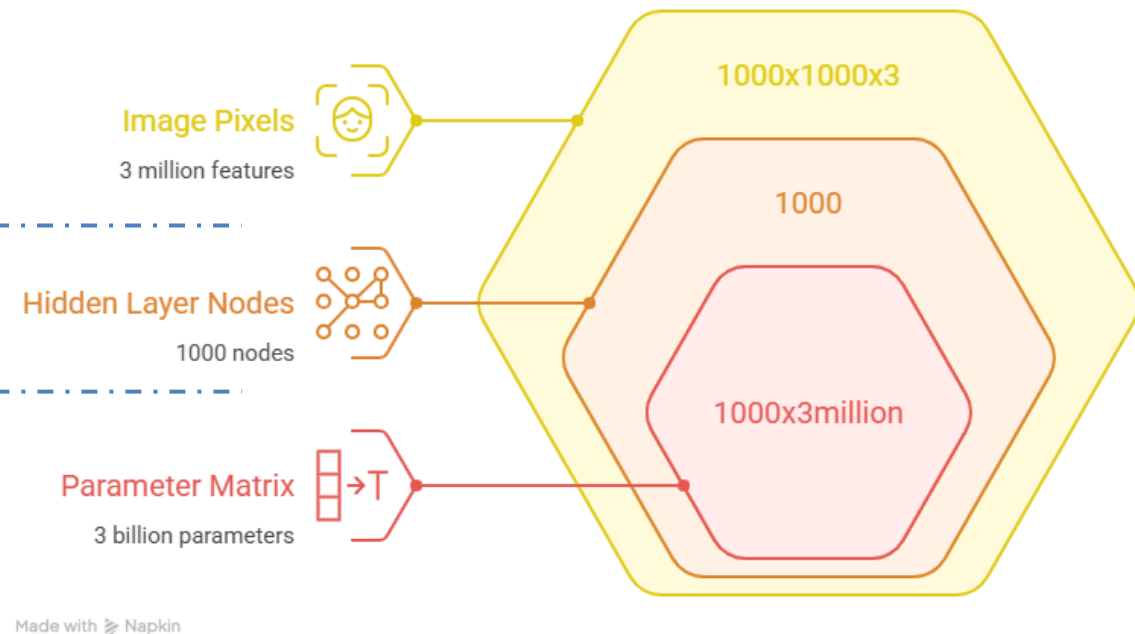 1000x1000x3
Image Pixels
3 million features
1000
Hidden Layer Nodes
1000 nodes
1000x3million
Parameter Matrix
3 billion parameters
T
Made with Napkin